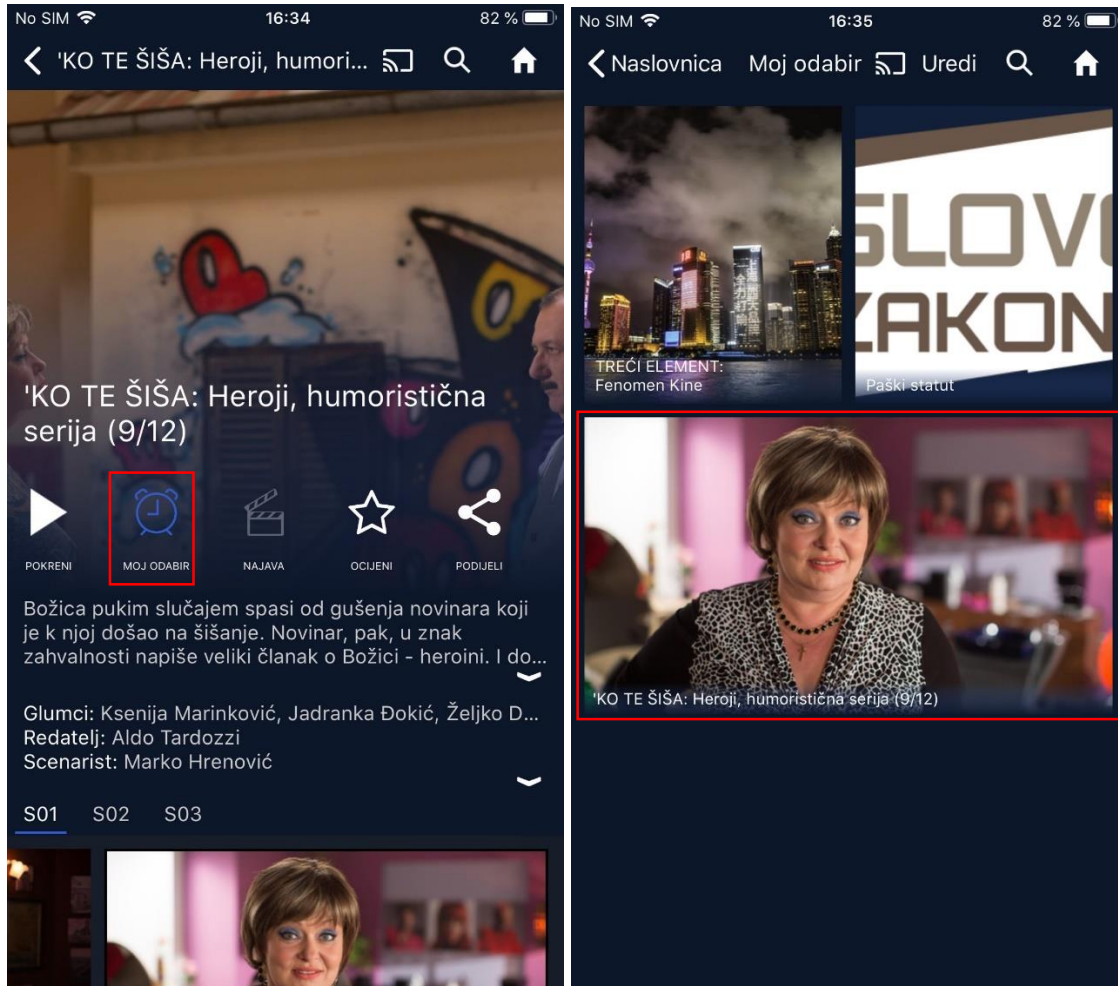 No SIM 16:34 82 %
'KO TE ŠIŠA: Heroji, humori...
'KO TE ŠIŠA: Heroji, humoristična
serija (9/12)
POKRENI MOJ ODABIR NAJAVA OCIJENI PODIJELI
Božica pukim slučajem spasi od gušenja novinara koji
je k njoj došao na šišanje. Novinar, pak, u znak
zahvalnosti napiše veliki članak o Božici - heroini. I do...
Glumci: Ksenija Marinković, Jadranka Đokić, Željko D...
Redatelj: Aldo Tardozzi
Scenarist: Marko Hrenović
S01 S02 S03
No SIM 16:35 82 %
Naslovnica Moj odabir Uredi
TREĆI ELEMENT:
Fenomen Kine
SLOV
ZAKON
Paški statut
'KO TE ŠIŠA: Heroji, humoristična serija (9/12)